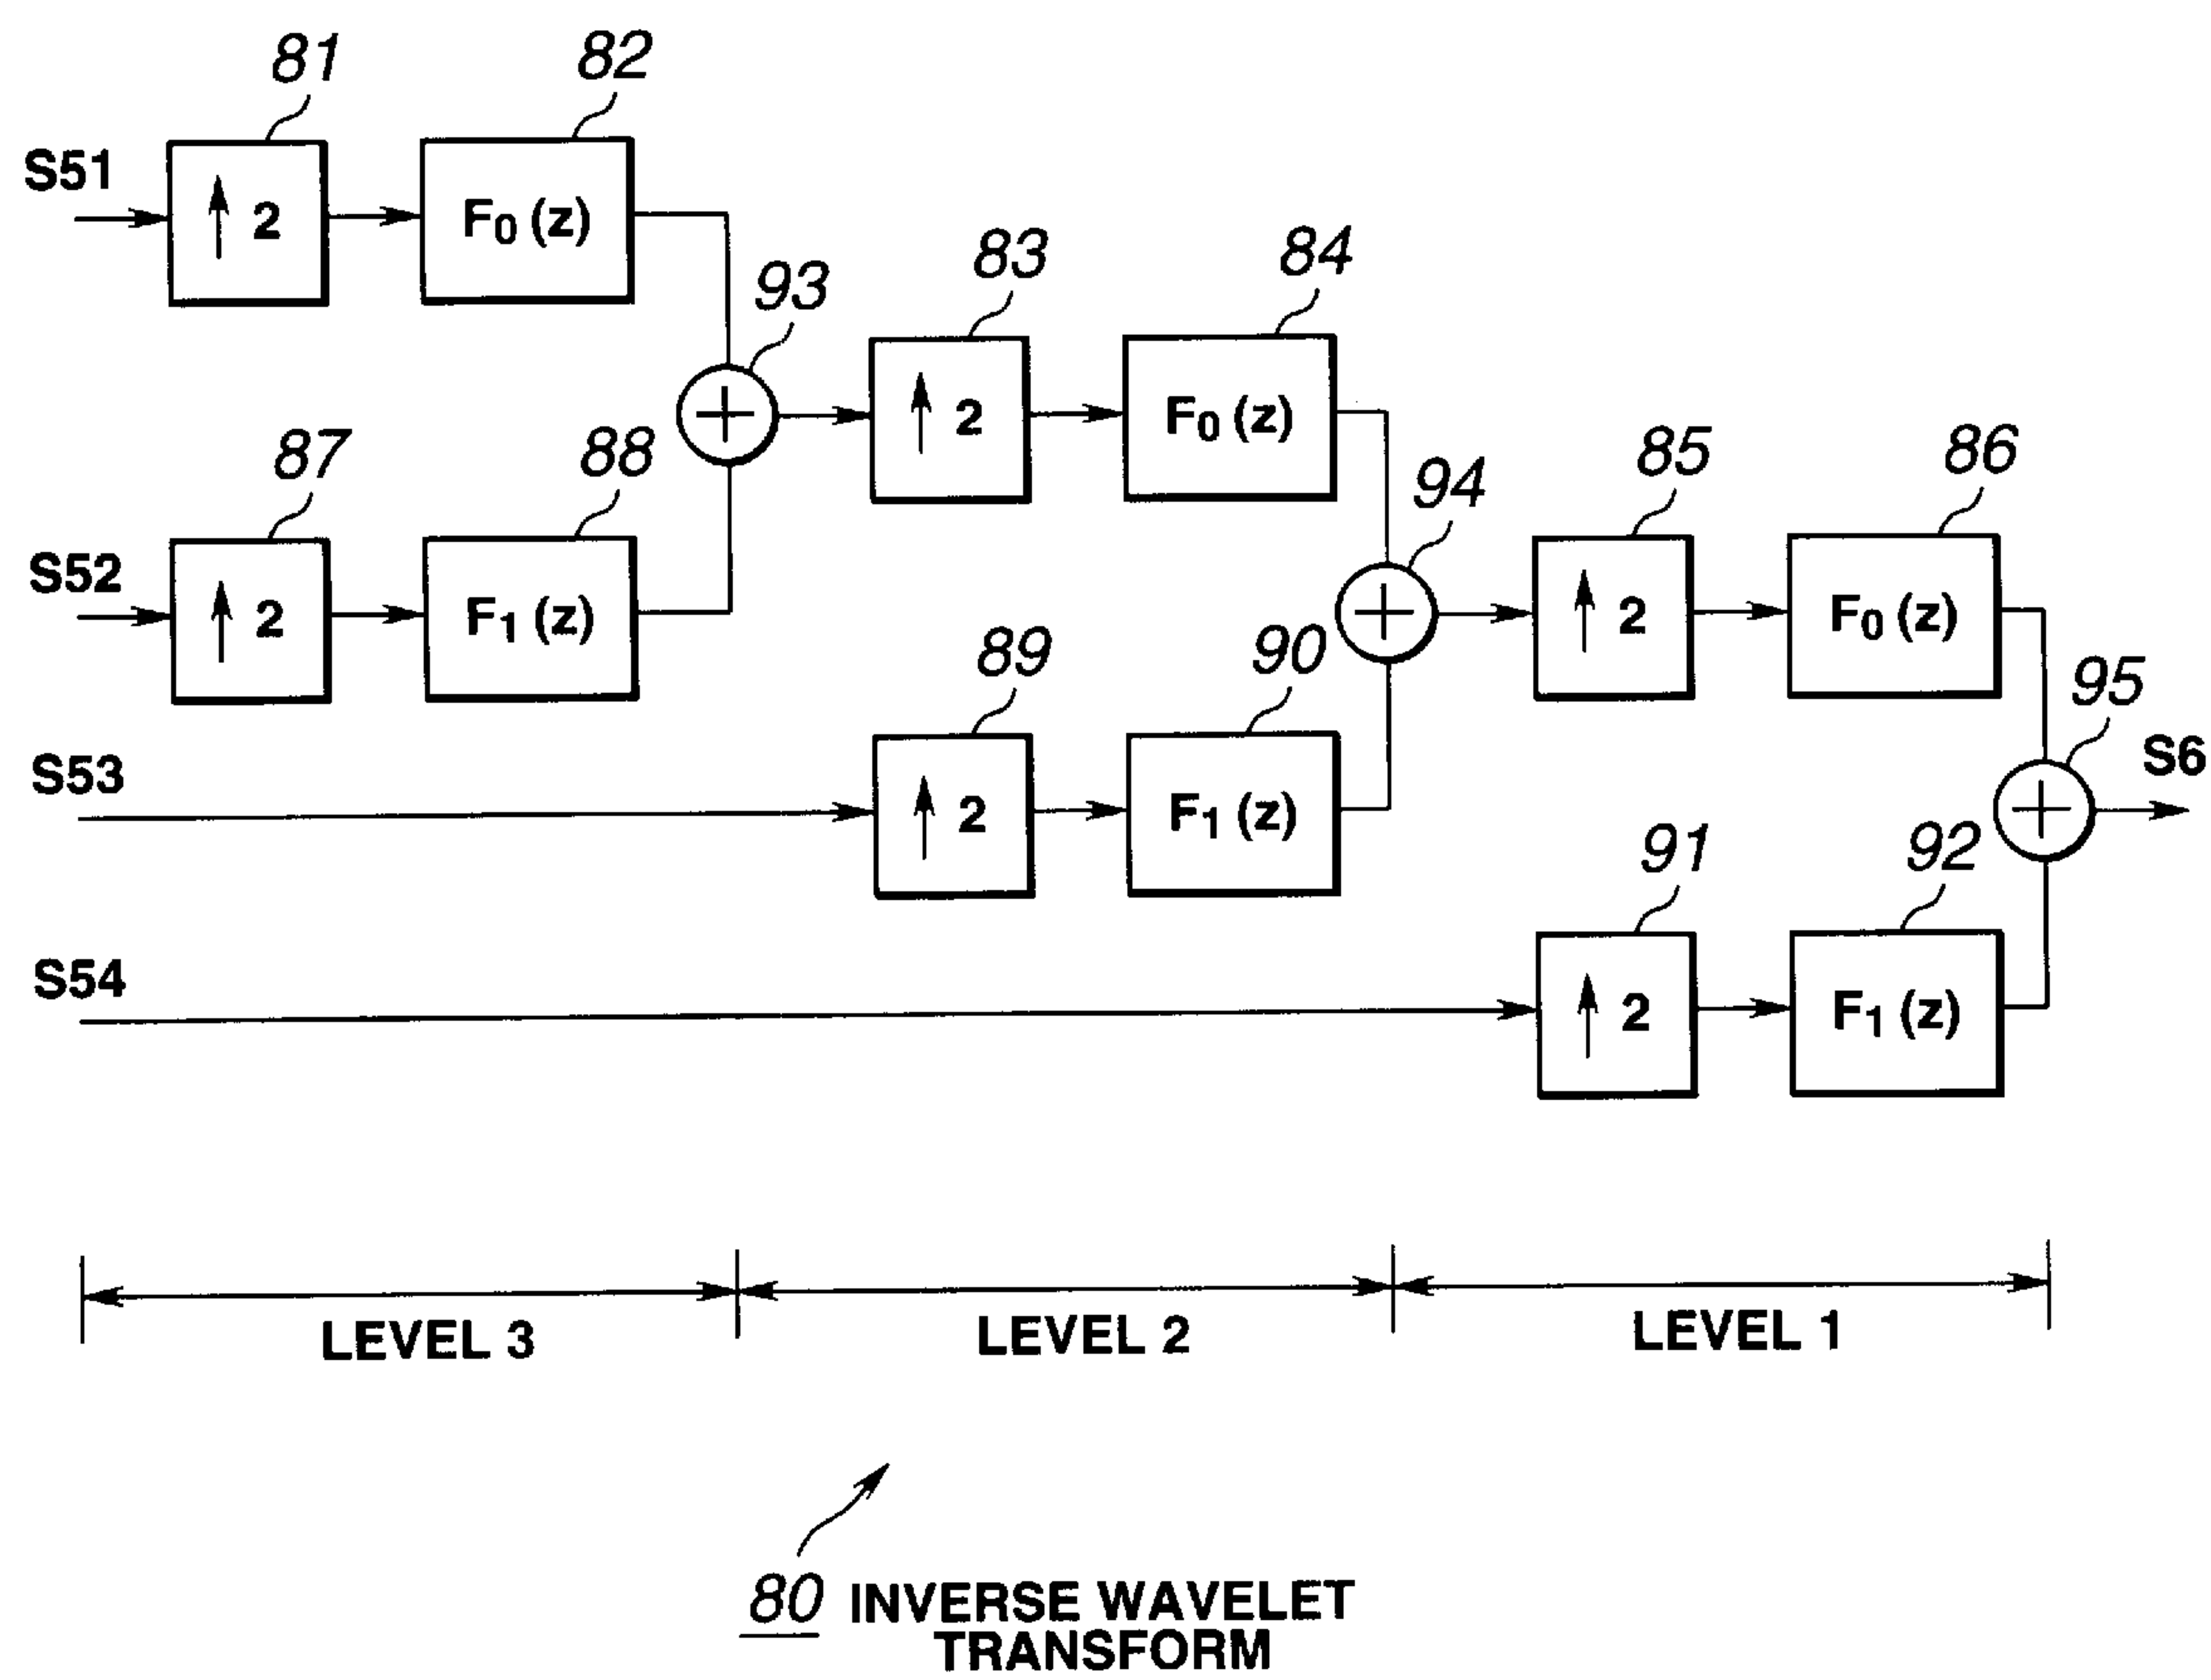 81
82
S51
↑ 2
F₀ (z)
93
83
84
↑ 2
F₀ (z)
87
88
94
85
86
S52
↑ 2
F₁ (z)
↑ 2
F₀ (z)
89
90
95
S53
↑ 2
F₁ (z)
S6
91
92
S54
↑ 2
F₁ (z)
LEVEL 3
LEVEL 2
LEVEL 1
80 INVERSE WAVELET
TRANSFORM